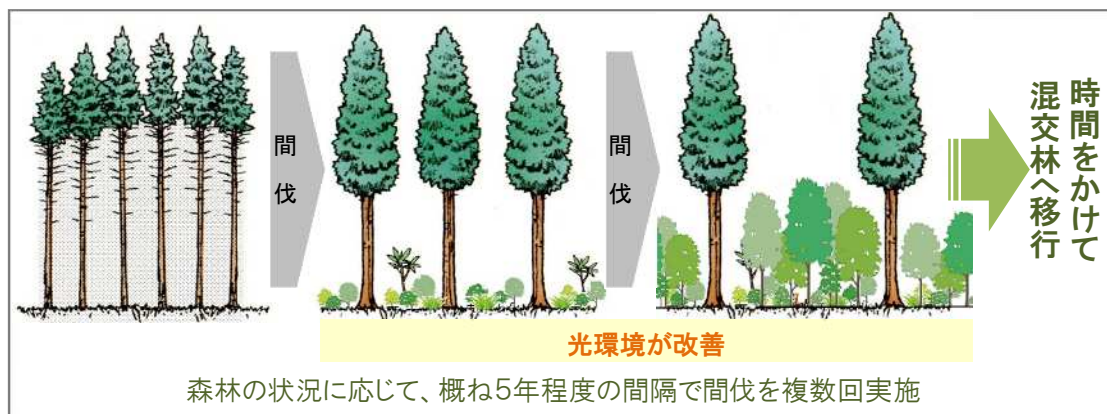 間伐
間伐
時間をかけて
混交林へ移行
光環境が改善
森林の状況に応じて、概ね5年程度の間隔で間伐を複数回実施